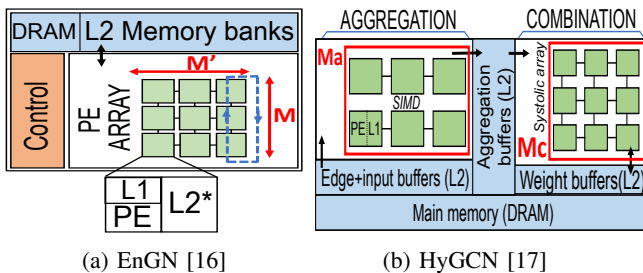 DRAM L2 Memory banks
Control
PE ARRAY
M'
M
L1
PE
L2*
(a) EnGN [16]
AGGREGATION
COMBINATION
Ma
SIMD
PE L1
Edge+input buffers (L2)
Aggregation buffers (L2)
Systolic array
Mc
Weight buffers(L2)
Main memory (DRAM)
(b) HyGCN [17]